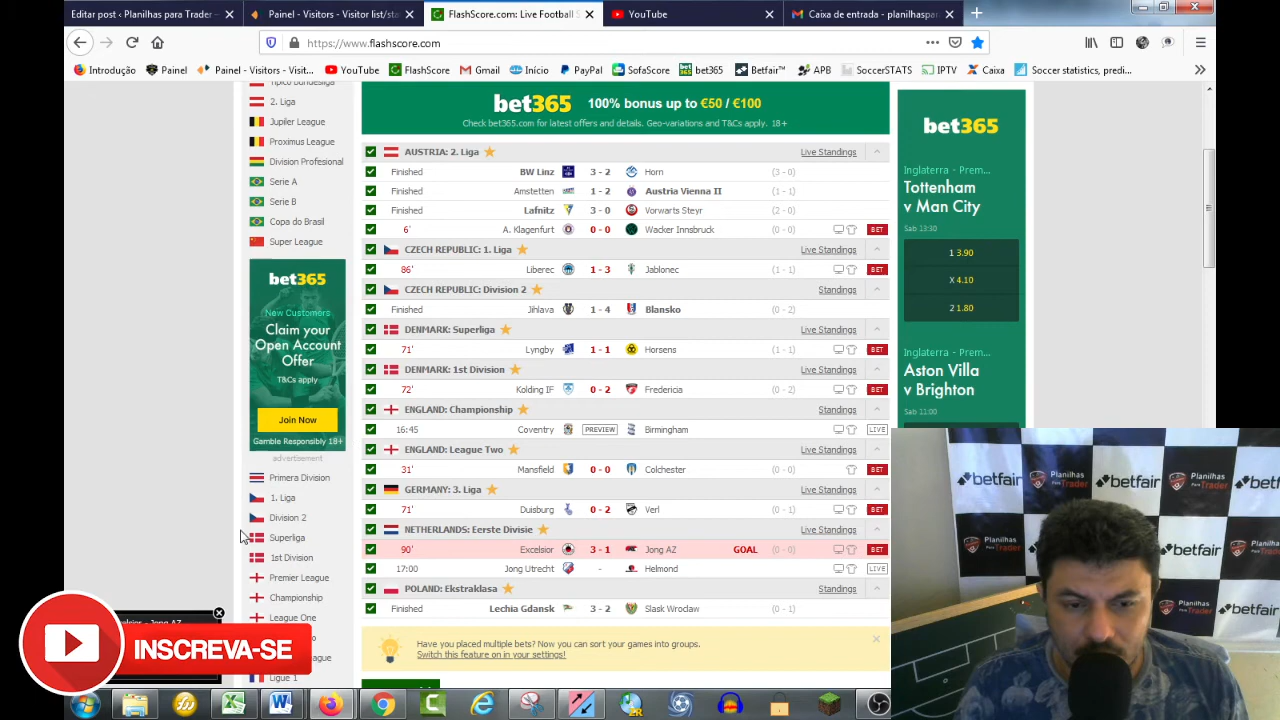 Editar post ‹ Planilhas para Trader – × Painel - Visitors - Visitor list/sta × FlashScore.com: Live Football S × YouTube × Caixa de entrada - planilhaspar × +
https://www.flashscore.com
Introdução Painel Painel - Visitors - Visit... YouTube FlashScore Gmail Início PayPal SofaScore bet365 Betfair™ APB SoccerSTATS IPTV Caixa Soccer statistics, predi...
2. Liga
Jupiler League
Proximus League
Division Profesional
Serie A
Serie B
Copa do Brasil
Super League
bet365
New Customers
Claim your
Open Account
Offer
T&Cs apply
Join Now
Gamble Responsibly 18+
advertisement
Primera Division
1. Liga
Division 2
Superliga
1st Division
Premier League
Championship
League One
Ligue 1
INSCREVA-SE
bet365 100% bonus up to €50 / €100
Check bet365.com for latest offers and details. Geo-variations and T&Cs apply. 18+
AUSTRIA: 2. Liga Live Standings
Finished BW Linz 3 - 2 Horn (3 - 0)
Finished Amstetten 1 - 2 Austria Vienna II (1 - 1)
Finished Lafnitz 3 - 0 Vorwarts Steyr (2 - 0)
6' A. Klagenfurt 0 - 0 Wacker Innsbruck (0 - 0) BET
CZECH REPUBLIC: 1. Liga Live Standings
86' Liberec 1 - 3 Jablonec (1 - 1) BET
CZECH REPUBLIC: Division 2 Standings
Finished Jihlava 1 - 4 Blansko (0 - 2)
DENMARK: Superliga Live Standings
71' Lyngby 1 - 1 Horsens (1 - 1) BET
DENMARK: 1st Division Live Standings
72' Kolding IF 0 - 2 Fredericia (0 - 2) BET
ENGLAND: Championship Standings
16:45 Coventry PREVIEW Birmingham LIVE
ENGLAND: League Two Live Standings
31' Mansfield 0 - 0 Colchester (0 - 0) BET
GERMANY: 3. Liga Live Standings
71' Duisburg 0 - 2 Verl (0 - 2) BET
NETHERLANDS: Eerste Divisie Live Standings
90' Excelsior 3 - 1 Jong AZ GOAL (0 - 0) BET
17:00 Jong Utrecht - Helmond LIVE
POLAND: Ekstraklasa Standings
Finished Lechia Gdansk 3 - 2 Slask Wroclaw (0 - 1)
Have you placed multiple bets? Now you can sort your games into groups.
Switch this feature on in your settings!
bet365
Inglaterra - Prem...
Tottenham
v Man City
Sab 13:30
1 3.90
X 4.10
2 1.80
Inglaterra - Prem...
Aston Villa
v Brighton
Sab 11:00
betfair
Planilhas
Para Trader
betfair
betfair
betfair
betfair